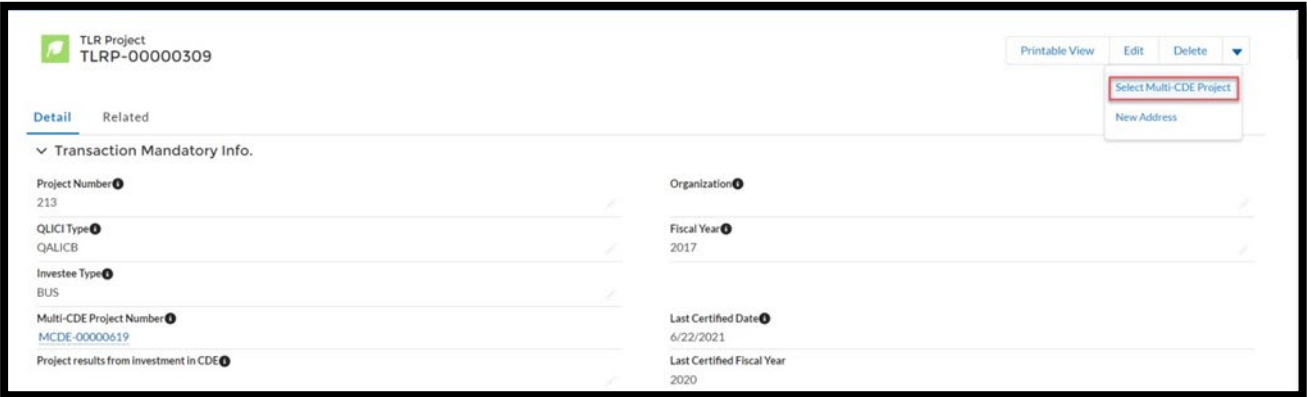 TLR Project
TLRP-00000309
Printable View Edit Delete
Select Multi-CDE Project
New Address
Detail Related
Transaction Mandatory Info.
Project Number Organization
213
QLICI Type Fiscal Year
QALICB 2017
Investee Type
BUS
Multi-CDE Project Number Last Certified Date
MCDE-00000619 6/22/2021
Project results from investment in CDE Last Certified Fiscal Year
2020